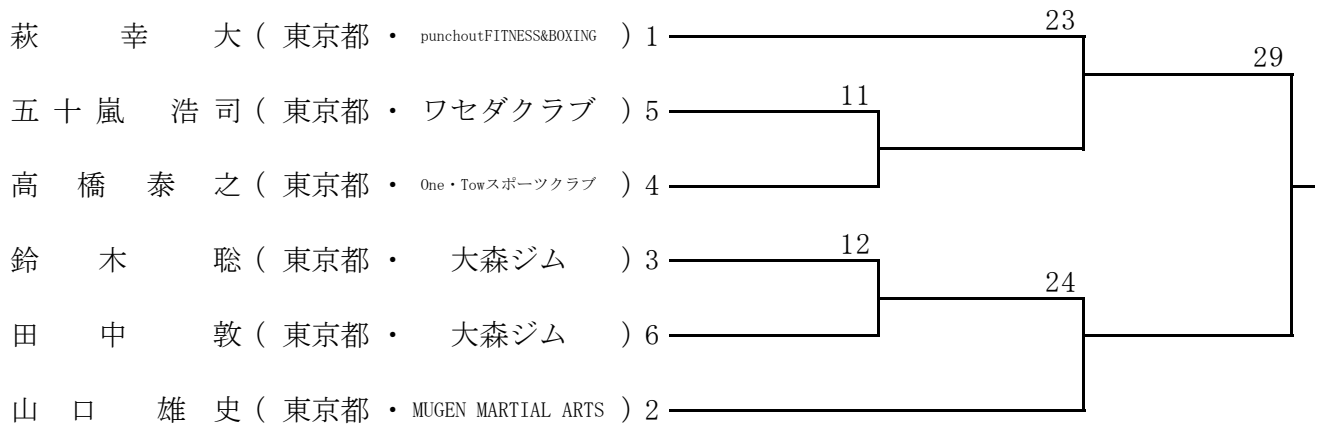 23
萩 幸 大 ( 東京都 ・ punchoutFITNESS&BOXING ) 1
29
五 十 嵐 浩 司 ( 東京都 ・ ワセダクラブ ) 5 11
高 橋 泰 之 ( 東京都 ・ One・Towスポーツクラブ ) 4
鈴 木 聡 ( 東京都 ・ 大森ジム ) 3 12
24
田 中 敦 ( 東京都 ・ 大森ジム ) 6
山 口 雄 史 ( 東京都 ・ MUGEN MARTIAL ARTS ) 2